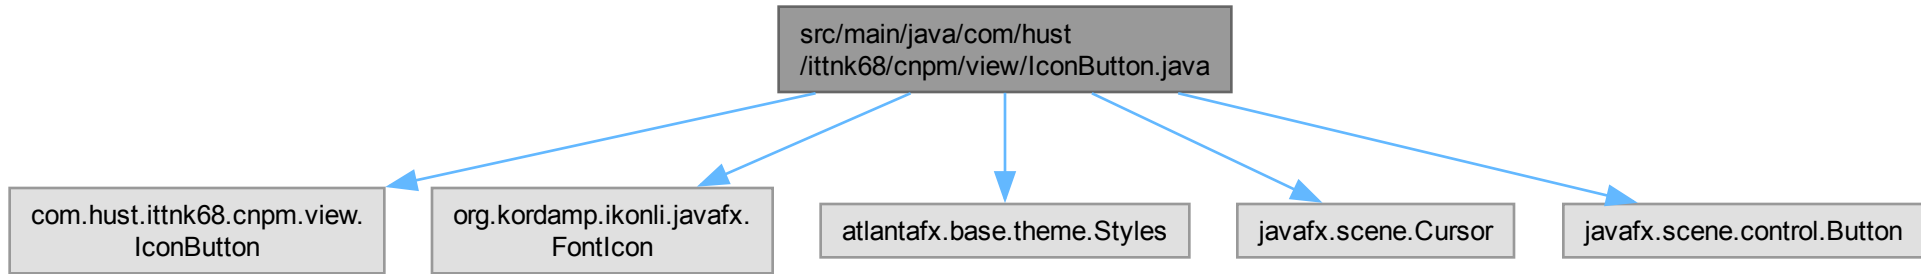 src/main/java/com/hust
/ittnk68/cnpm/view/IconButton.java
com.hust.ittnk68.cnpm.view.
IconButton
org.kordamp.ikonli.javafx.
FontIcon
atlantafx.base.theme.Styles
javafx.scene.Cursor
javafx.scene.control.Button